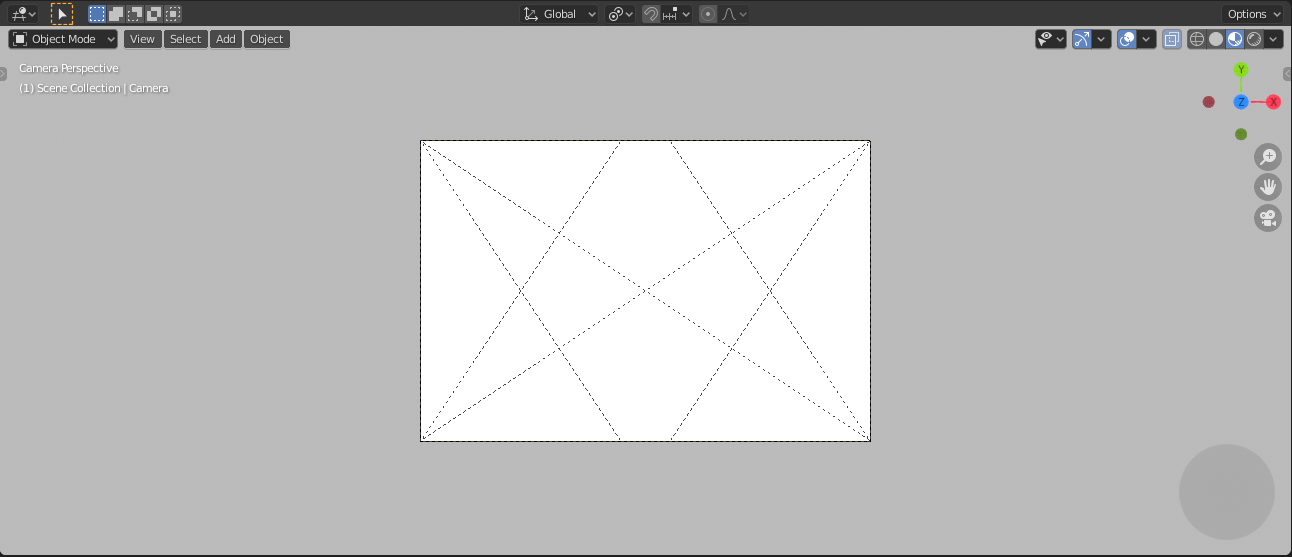 Global
Options
Object Mode
View
Select
Add
Object
Camera Perspective
(1) Scene Collection | Camera
Y
Z
X